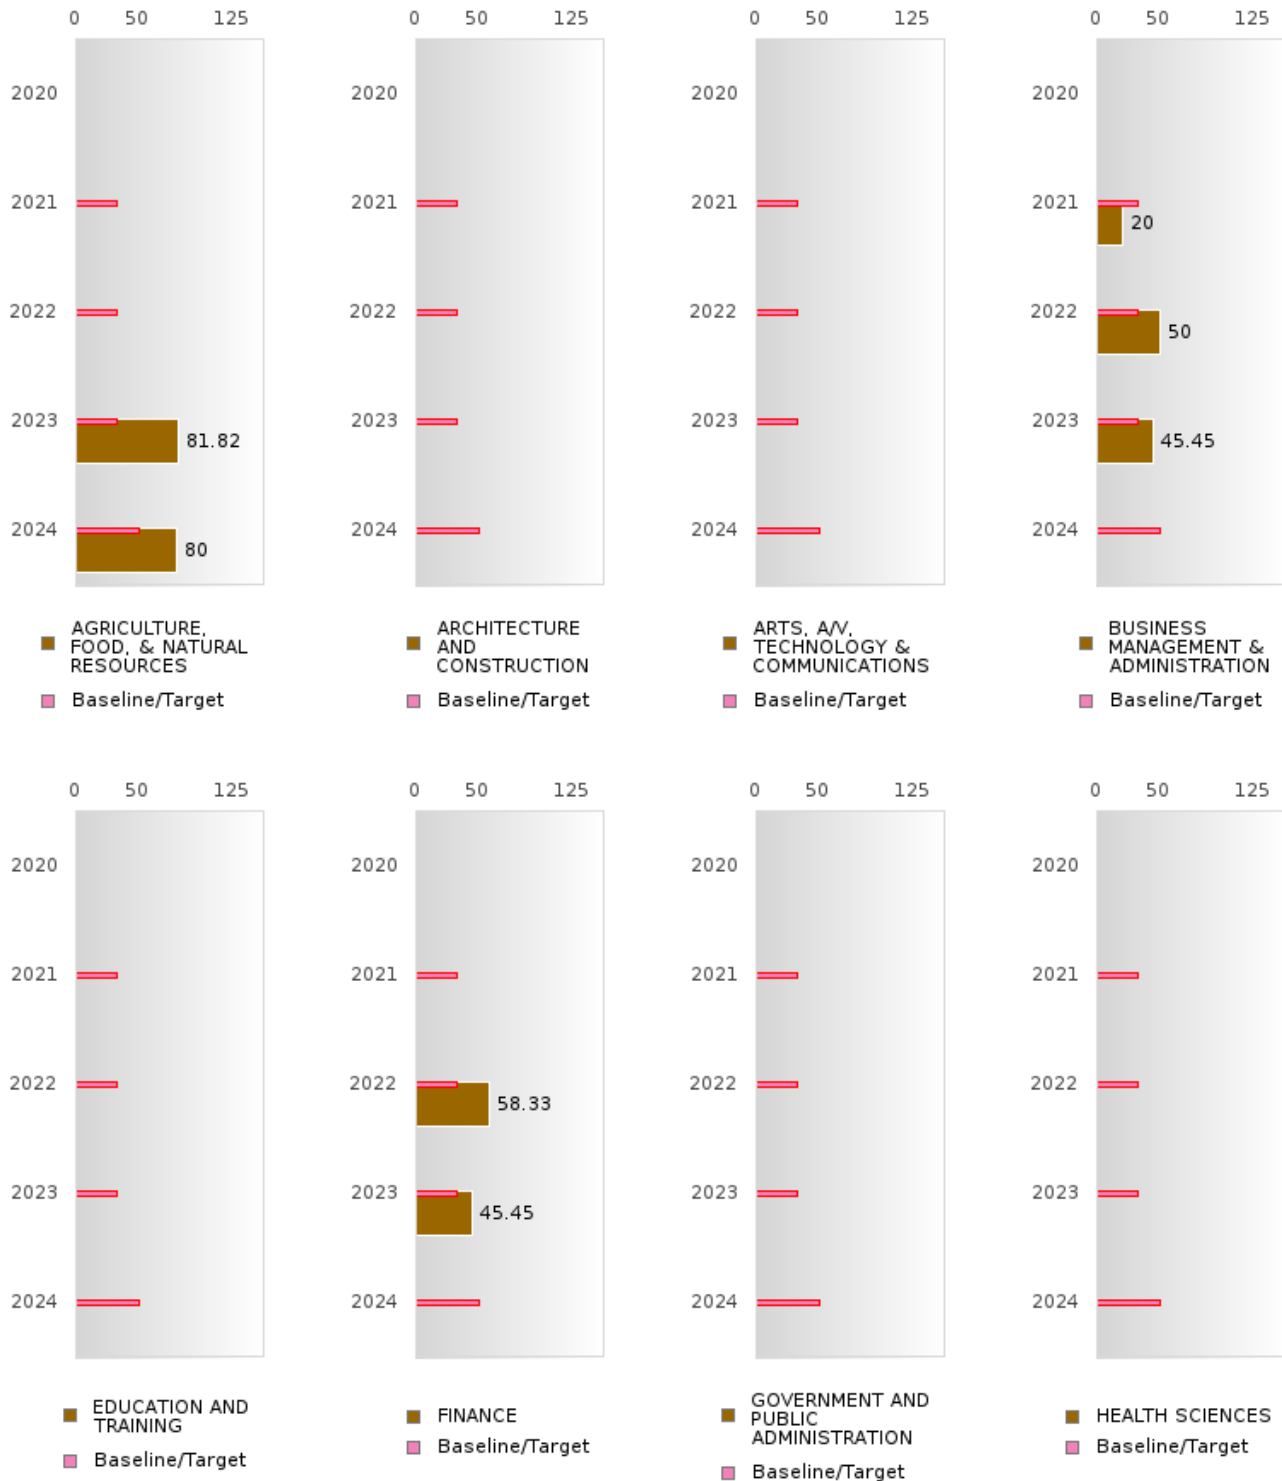 0 50 125
0 50 125
0 50 125
0 50 125
2020
2020
2020
2020
2021
2021
2021
2021
20
2022
2022
2022
2022
50
2023
81.82
2023
2023
2023
45.45
2024
80
2024
2024
2024
AGRICULTURE,
FOOD, & NATURAL
RESOURCES
Baseline/Target
ARCHITECTURE
AND
CONSTRUCTION
Baseline/Target
ARTS, A/V,
TECHNOLOGY &
COMMUNICATIONS
Baseline/Target
BUSINESS
MANAGEMENT &
ADMINISTRATION
Baseline/Target
0 50 125
0 50 125
0 50 125
0 50 125
2020
2020
2020
2020
2021
2021
2021
2021
2022
2022
58.33
2022
2022
2023
2023
45.45
2023
2023
2024
2024
2024
2024
EDUCATION AND
TRAINING
Baseline/Target
FINANCE
Baseline/Target
GOVERNMENT AND
PUBLIC
ADMINISTRATION
Baseline/Target
HEALTH SCIENCES
Baseline/Target